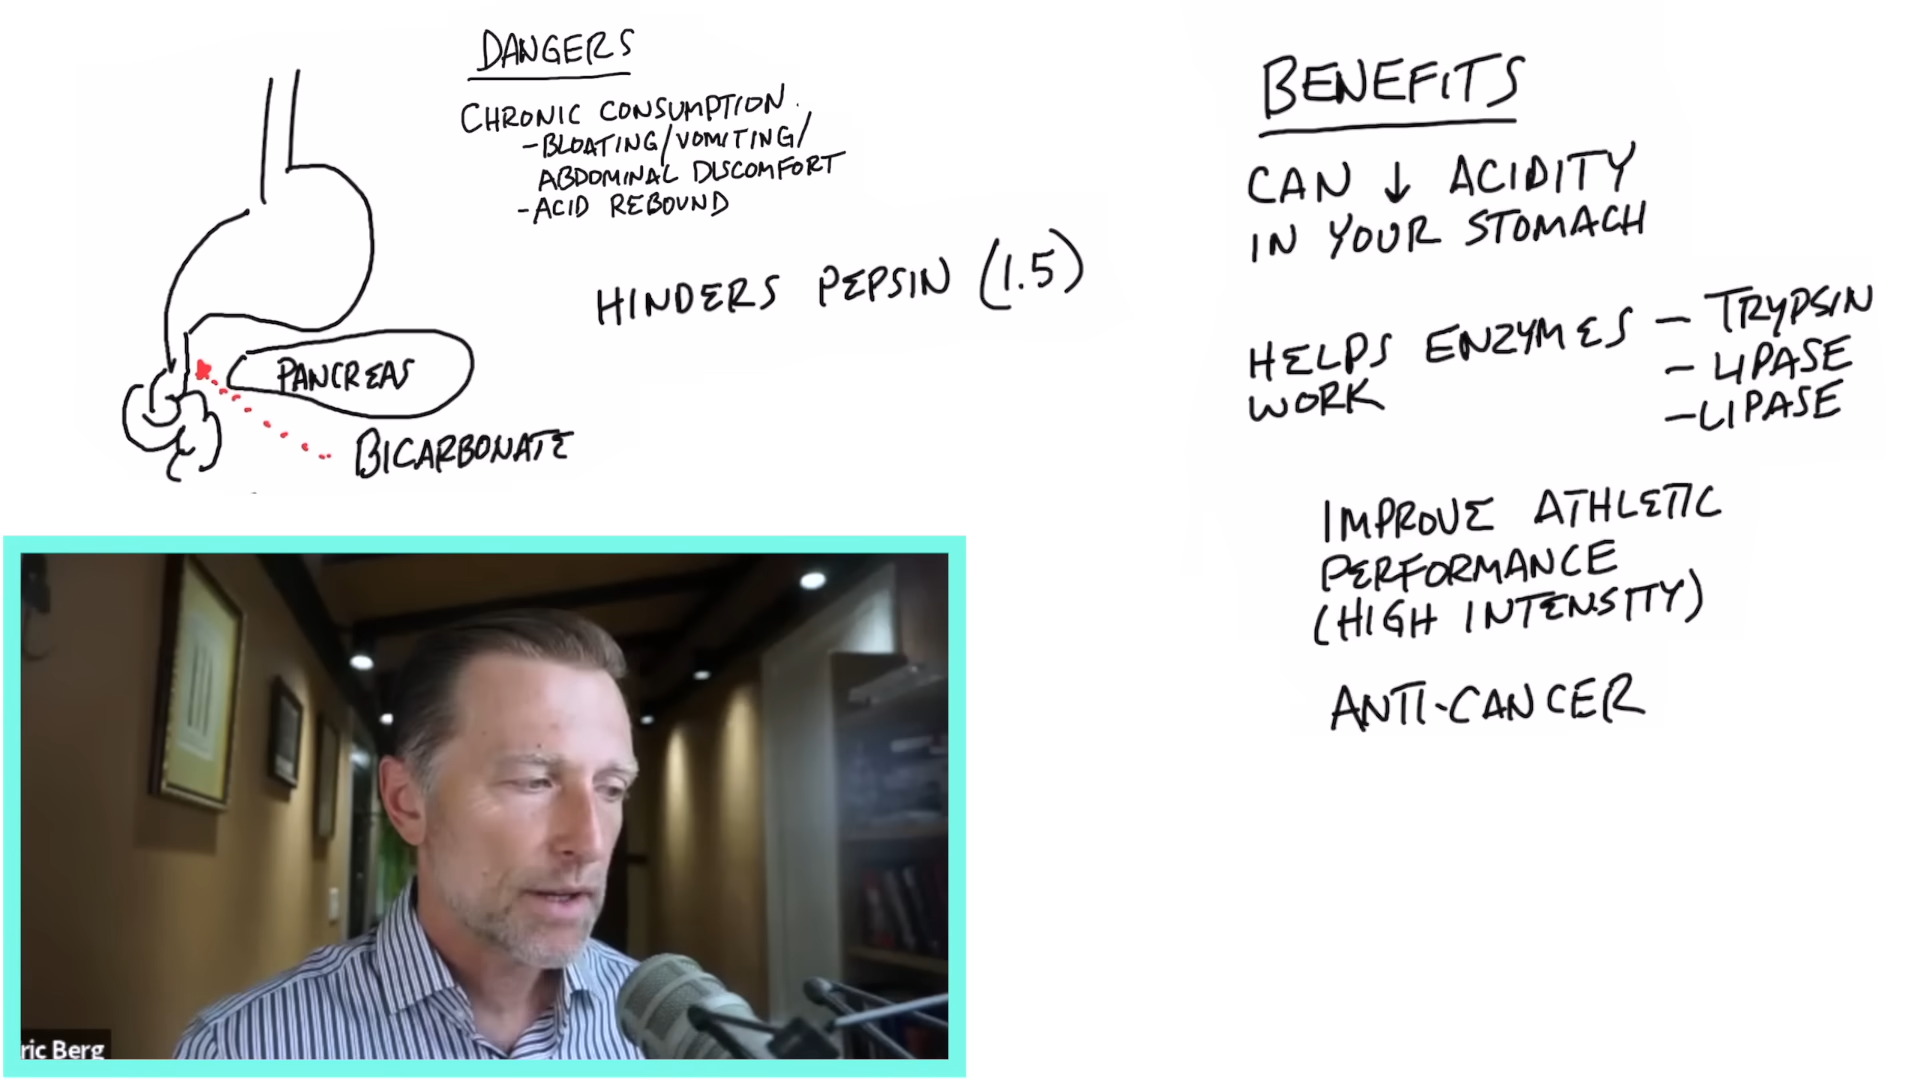 DANGERS
CHRONIC CONSUMPTION.
-BLOATING/VOMITING/
ABDOMINAL DISCOMFORT
-ACID REBOUND
HINDERS PEPSIN (1.5)
PANCREAS
BICARBONATE
BENEFITS
CAN ↓ ACIDITY
IN YOUR STOMACH
HELPS ENZYMES - TRYPSIN
WORK - LIPASE
-LIPASE
IMPROVE ATHLETIC
PERFORMANCE
(HIGH INTENSITY)
ANTI-CANCER
ric Berg